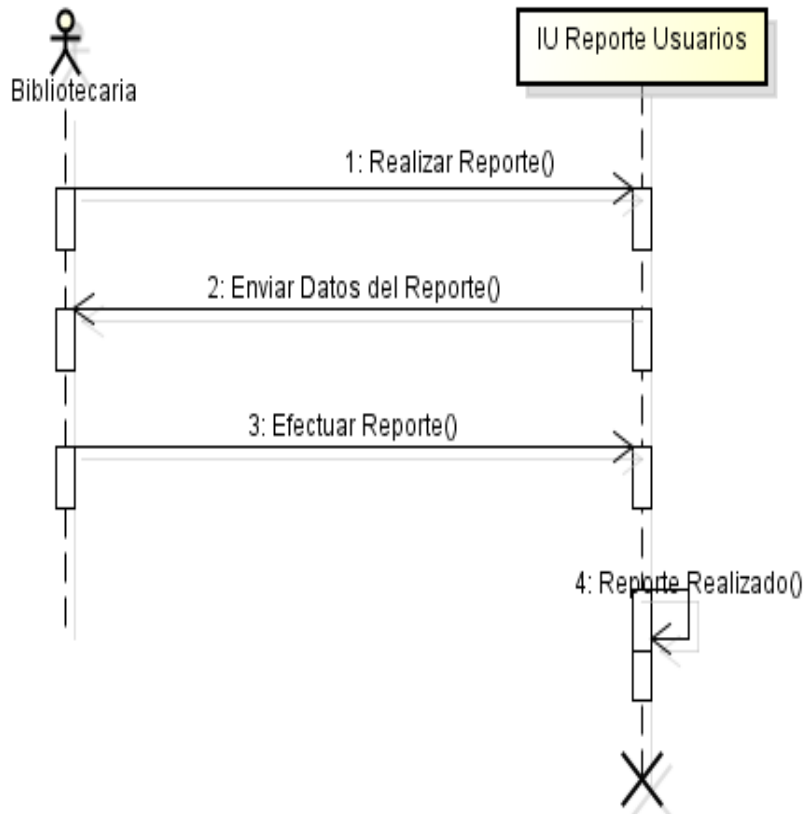 IU Reporte Usuarios
Bibliotecaria
1: Realizar Reporte()
2: Enviar Datos del Reporte()
3: Efectuar Reporte()
4: Reporte Realizado()